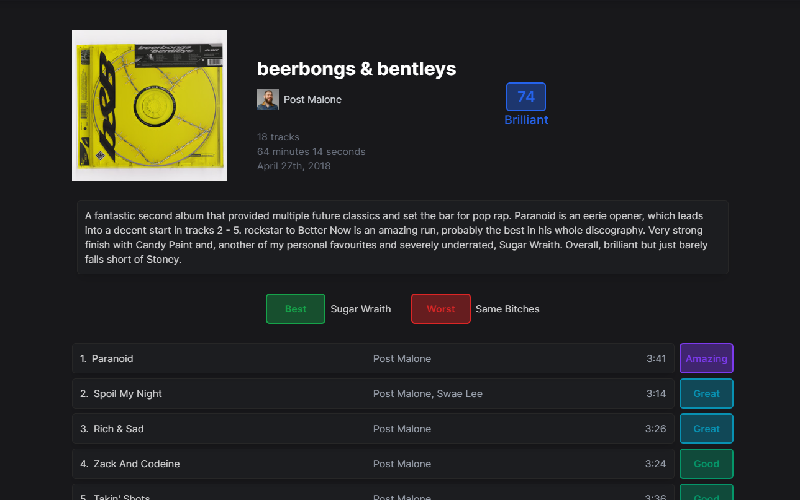 beerbongs & bentleys
Post Malone
74
Brilliant
18 tracks
64 minutes 14 seconds
April 27th, 2018
A fantastic second album that provided multiple future classics and set the bar for pop rap. Paranoid is an eerie opener, which leads
into a decent start in tracks 2 - 5. rockstar to Better Now is an amazing run, probably the best in his whole discography. Very strong
finish with Candy Paint and, another of my personal favourites and severely underrated, Sugar Wraith. Overall, brilliant but just barely
falls short of Stoney.
Best Sugar Wraith Worst Same Bitches
1. Paranoid Post Malone 3:41 Amazing
2. Spoil My Night Post Malone, Swae Lee 3:14 Great
3. Rich & Sad Post Malone 3:26 Great
4. Zack And Codeine Post Malone 3:24 Good
5. Takin' Shots Post Malone 3:36 Good